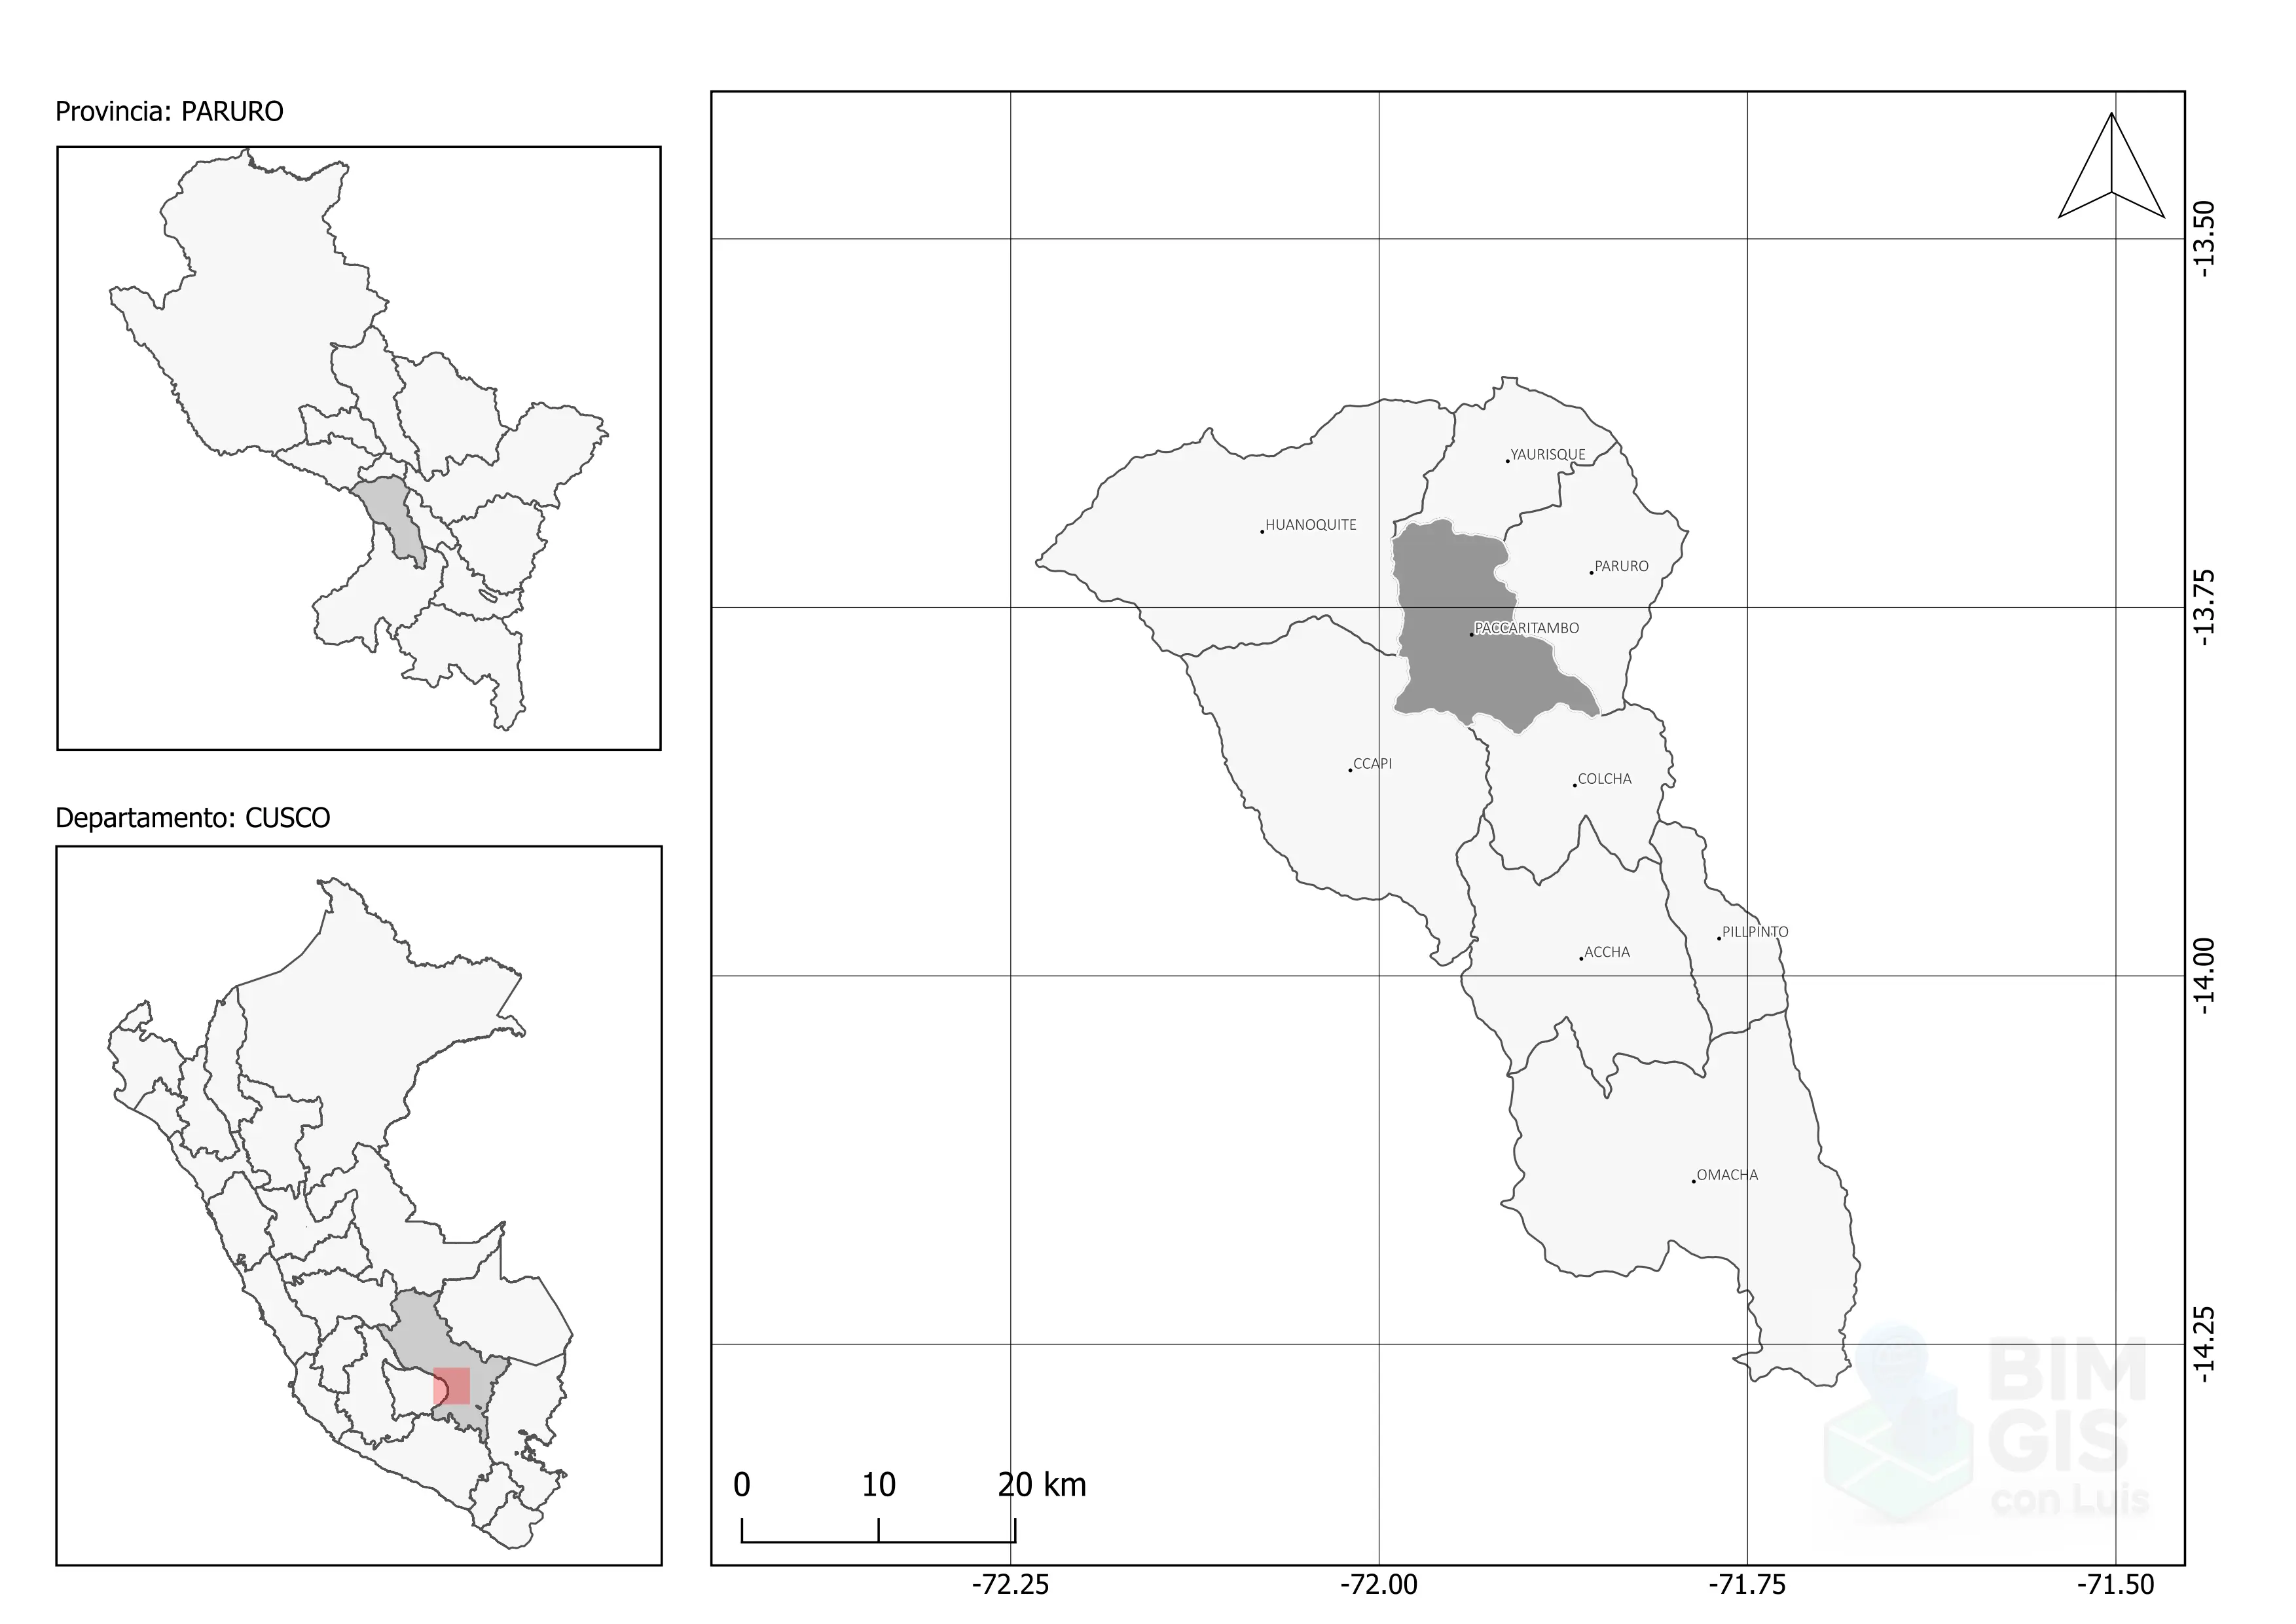 Provincia: PARURO
Departamento: CUSCO
YAURISQUE
HUANOQUITE
PARURO
PACCARITAMBO
CCAPI
COLCHA
PILLPINTO
ACCHA
OMACHA
-13.50
-13.75
-14.00
-14.25
BIM
GIS
con Luis
0 10 20 km
-72.25 -72.00 -71.75 -71.50